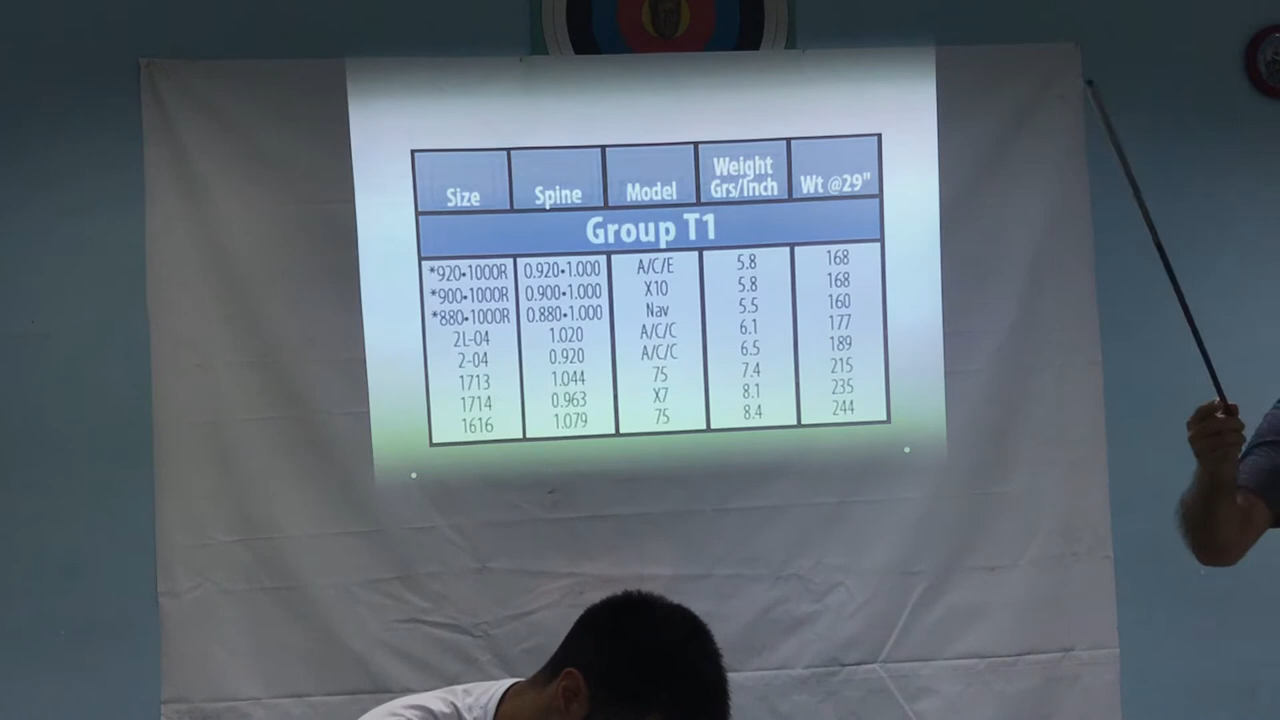 Size Spine Model Weight Grs/Inch Wt @29"
Group T1
*920•1000R 0.920•1.000 A/C/E 5.8 168
*900•1000R 0.900•1.000 X10 5.8 168
*880•1000R 0.880•1.000 Nav 5.5 160
2L-04 1.020 A/C/C 6.1 177
2-04 0.920 A/C/C 6.5 189
1713 1.044 75 7.4 215
1714 0.963 X7 8.1 235
1616 1.079 75 8.4 244